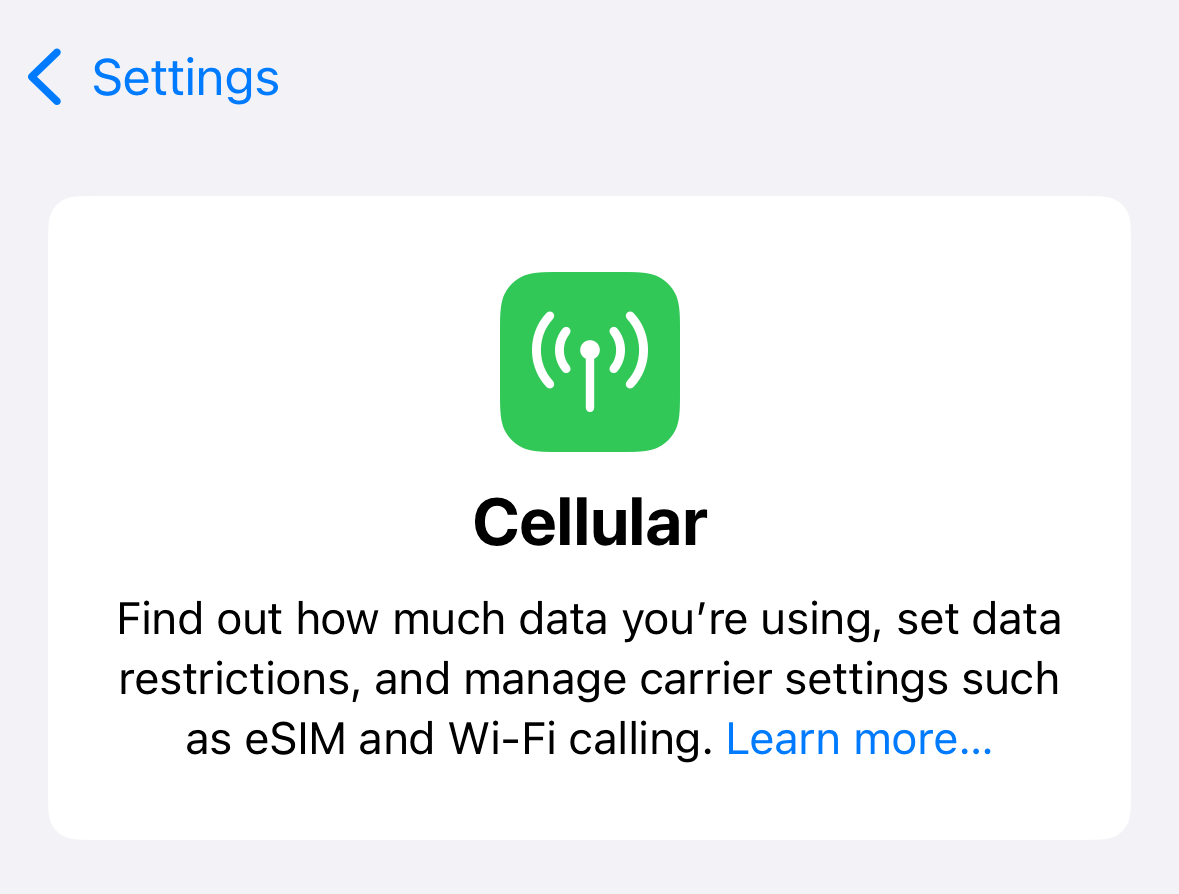 Settings
Cellular
Find out how much data you’re using, set data
restrictions, and manage carrier settings such
as eSIM and Wi-Fi calling. Learn more...